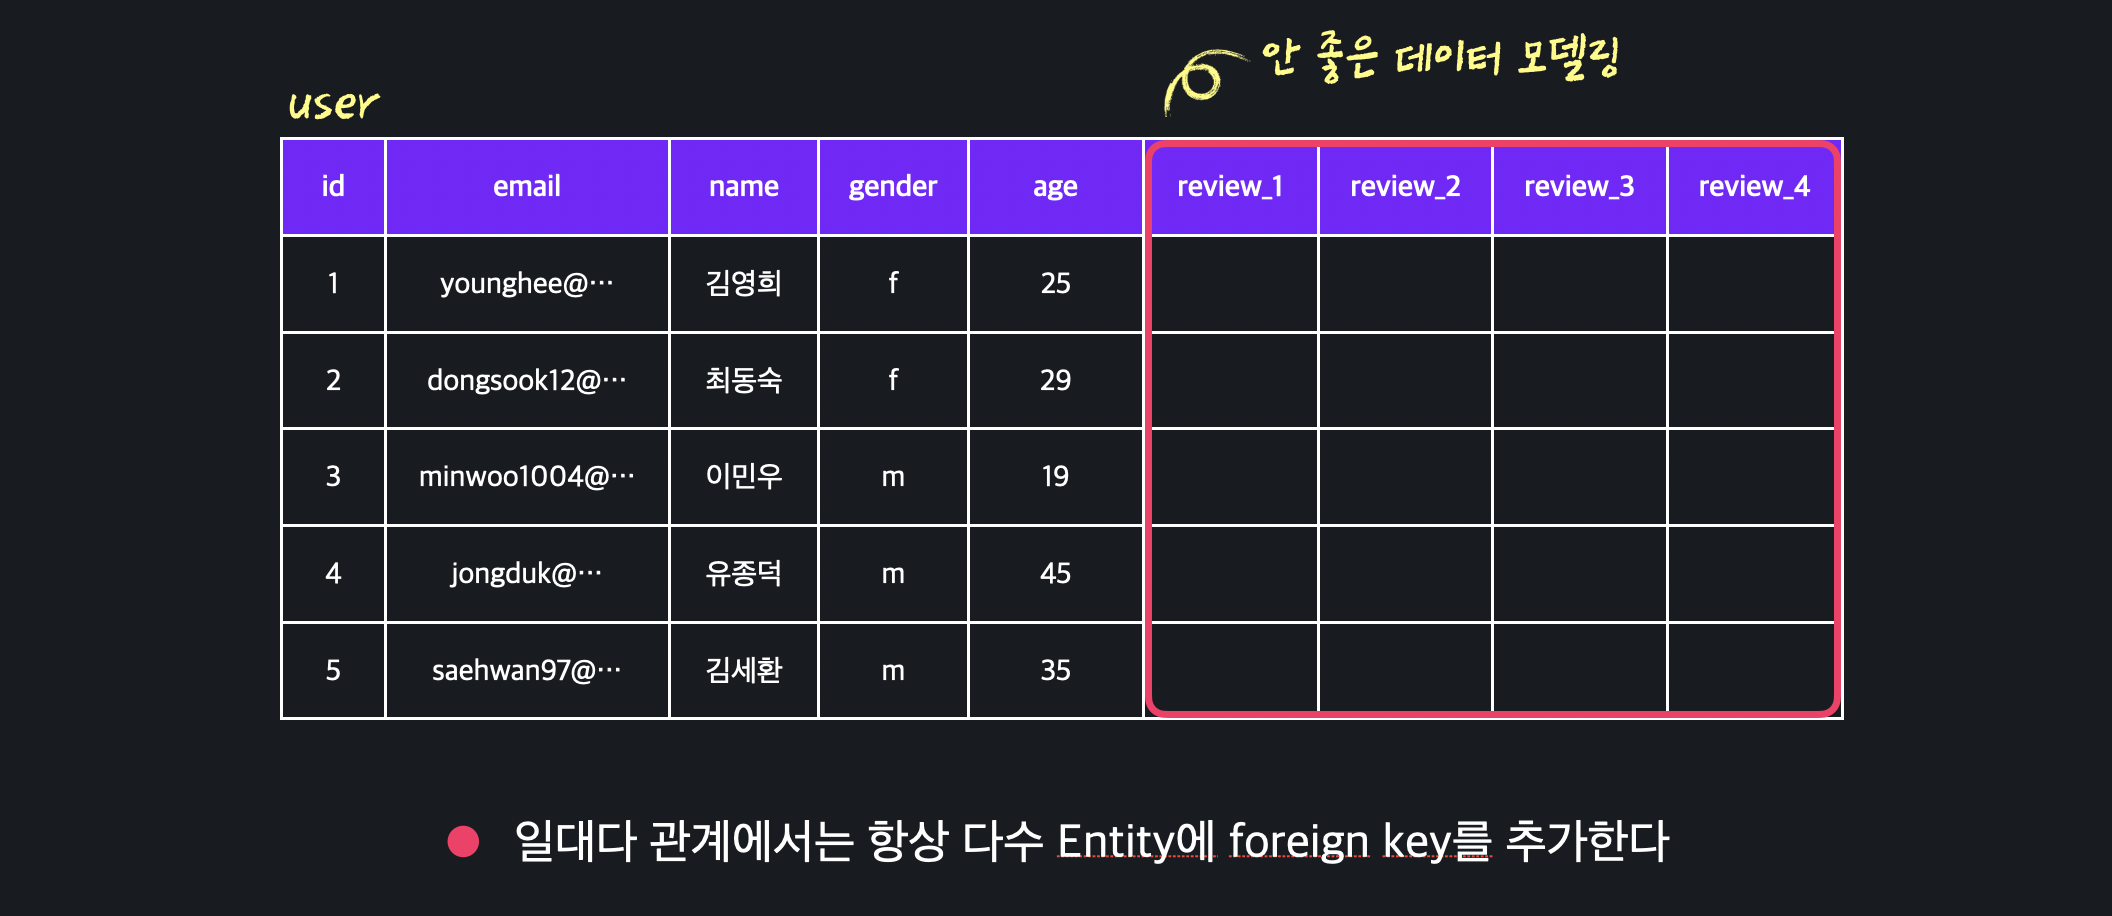 안 좋은 데이터 모델링
user
id email name gender age review_1 review_2 review_3 review_4
1 younghee@⋯ 김영희 f 25
2 dongsook12@⋯ 최동숙 f 29
3 minwoo1004@⋯ 이민우 m 19
4 jongduk@⋯ 유종덕 m 45
5 saehwan97@⋯ 김세환 m 35
일대다 관계에서는 항상 다수 Entity에 foreign key를 추가한다